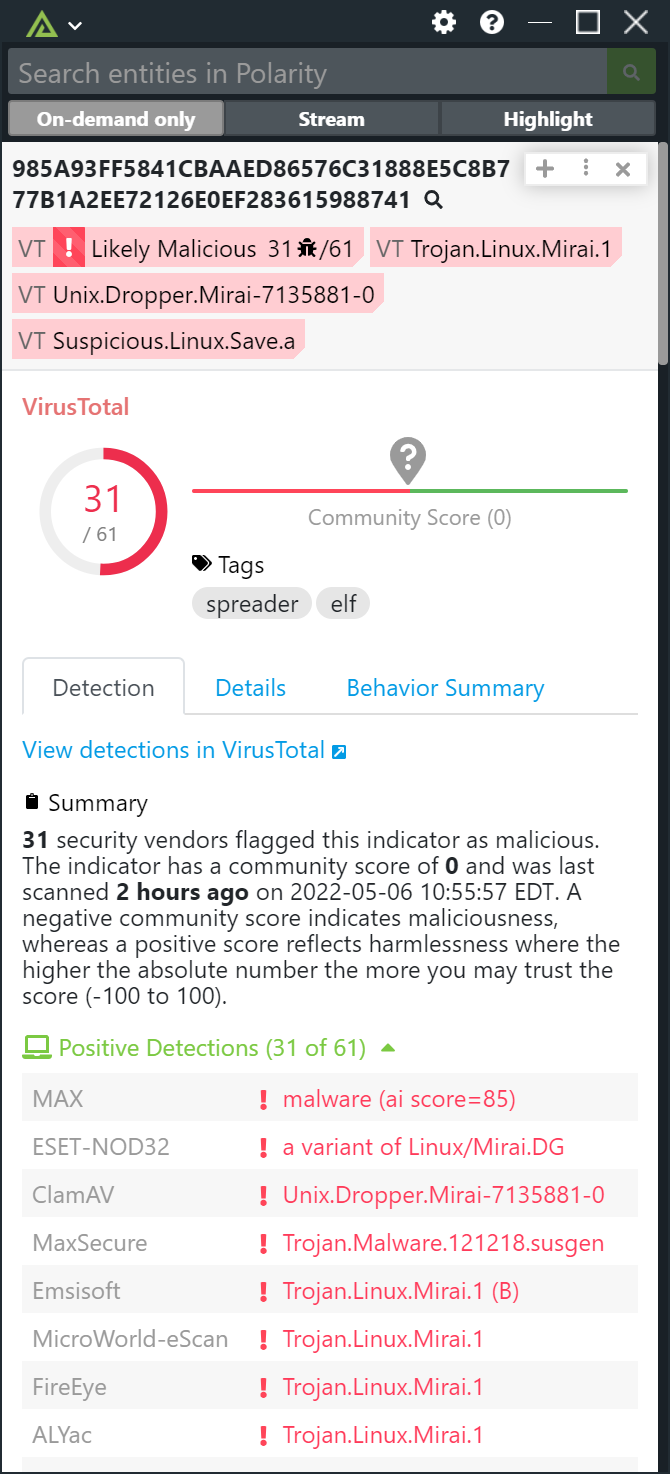 Search entities in Polarity
On-demand only Stream Highlight
985A93FF5841CBAAED86576C31888E5C8B7
77B1A2EE72126E0EF283615988741
VT ! Likely Malicious 31 /61 VT Trojan.Linux.Mirai.1
VT Unix.Dropper.Mirai-7135881-0
VT Suspicious.Linux.Save.a
VirusTotal
31
/ 61
?
Community Score (0)
Tags
spreader elf
Detection Details Behavior Summary
View detections in VirusTotal
Summary
31 security vendors flagged this indicator as malicious.
The indicator has a community score of 0 and was last
scanned 2 hours ago on 2022-05-06 10:55:57 EDT. A
negative community score indicates maliciousness,
whereas a positive score reflects harmlessness where the
higher the absolute number the more you may trust the
score (-100 to 100).
Positive Detections (31 of 61)
MAX ! malware (ai score=85)
ESET-NOD32 ! a variant of Linux/Mirai.DG
ClamAV ! Unix.Dropper.Mirai-7135881-0
MaxSecure ! Trojan.Malware.121218.susgen
Emsisoft ! Trojan.Linux.Mirai.1 (B)
MicroWorld-eScan ! Trojan.Linux.Mirai.1
FireEye ! Trojan.Linux.Mirai.1
ALYac ! Trojan.Linux.Mirai.1